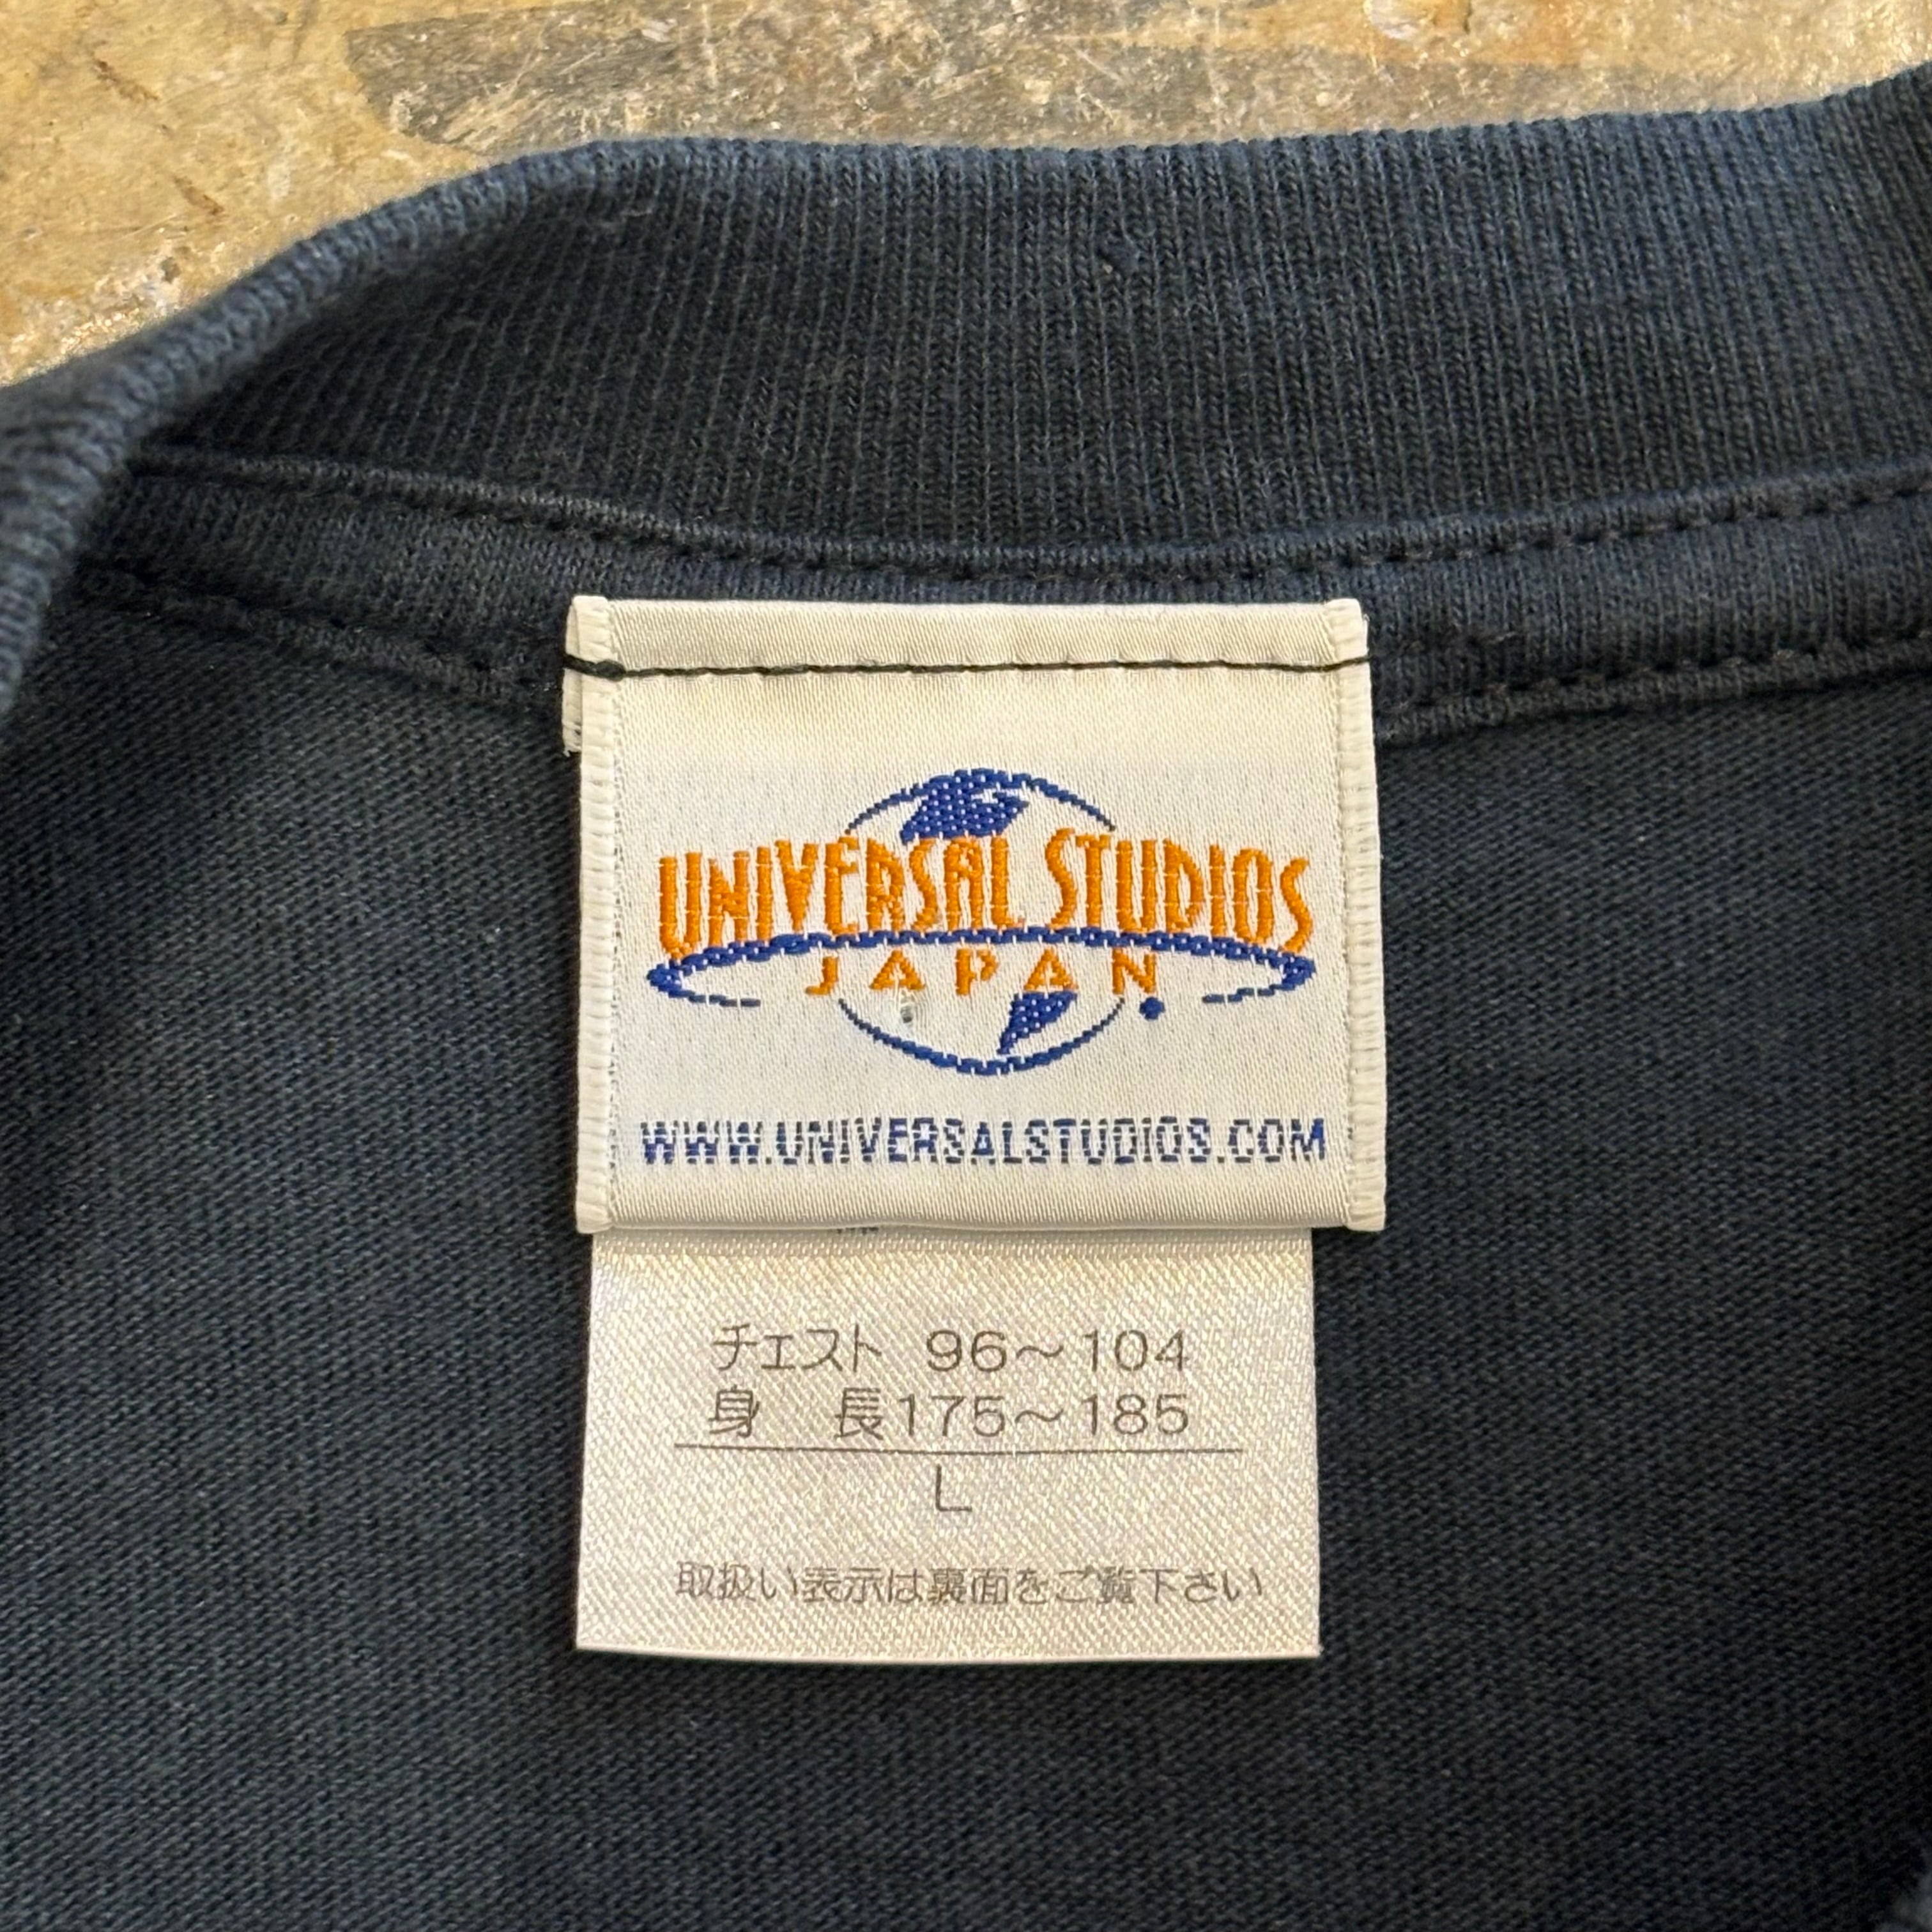 UNIVERSAL STUDIOS
JAPAN
WWW.UNIVERSALSTUDIOS.COM
チェスト 96〜104
身 長175〜185
L
取扱い表示は裏面をご覧下さい